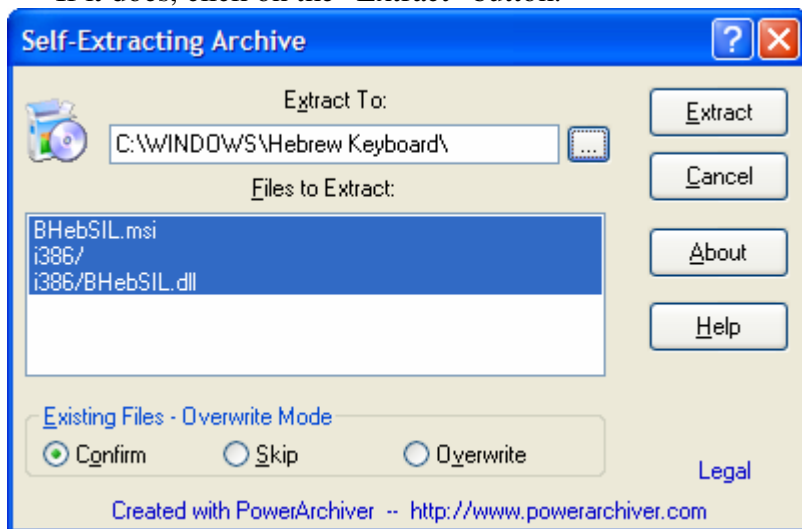 If it does, click on the "Extract" button.
Self-Extracting Archive
Extract To:
Extract
C:\WINDOWS\Hebrew Keyboard\
...
Cancel
Files to Extract:
BHebSIL.msi
i386/
i386/BHebSIL.dll
About
Help
Existing Files - Overwrite Mode
Confirm Skip Overwrite
Legal
Created with PowerArchiver -- http://www.powerarchiver.com